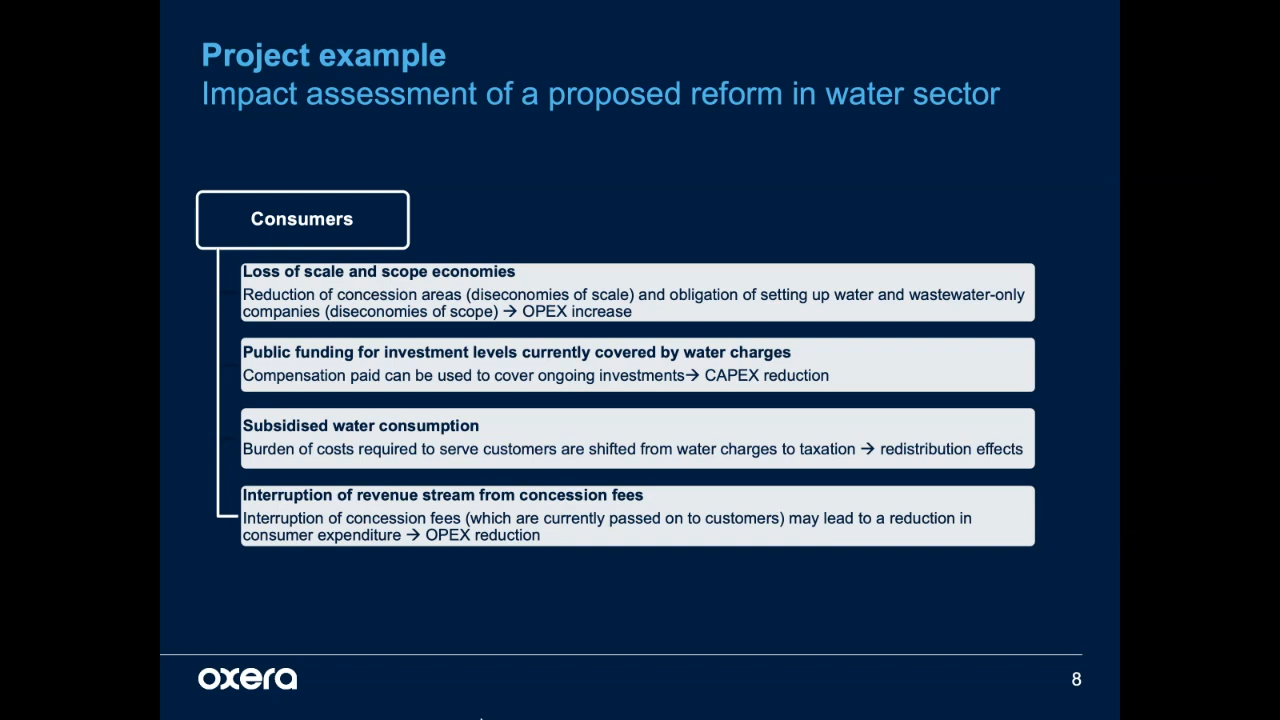 Project example
Impact assessment of a proposed reform in water sector
Consumers
Loss of scale and scope economies
Reduction of concession areas (diseconomies of scale) and obligation of setting up water and wastewater-only
companies (diseconomies of scope) → OPEX increase
Public funding for investment levels currently covered by water charges
Compensation paid can be used to cover ongoing investments→ CAPEX reduction
Subsidised water consumption
Burden of costs required to serve customers are shifted from water charges to taxation → redistribution effects
Interruption of revenue stream from concession fees
Interruption of concession fees (which are currently passed on to customers) may lead to a reduction in
consumer expenditure → OPEX reduction
oxera
8